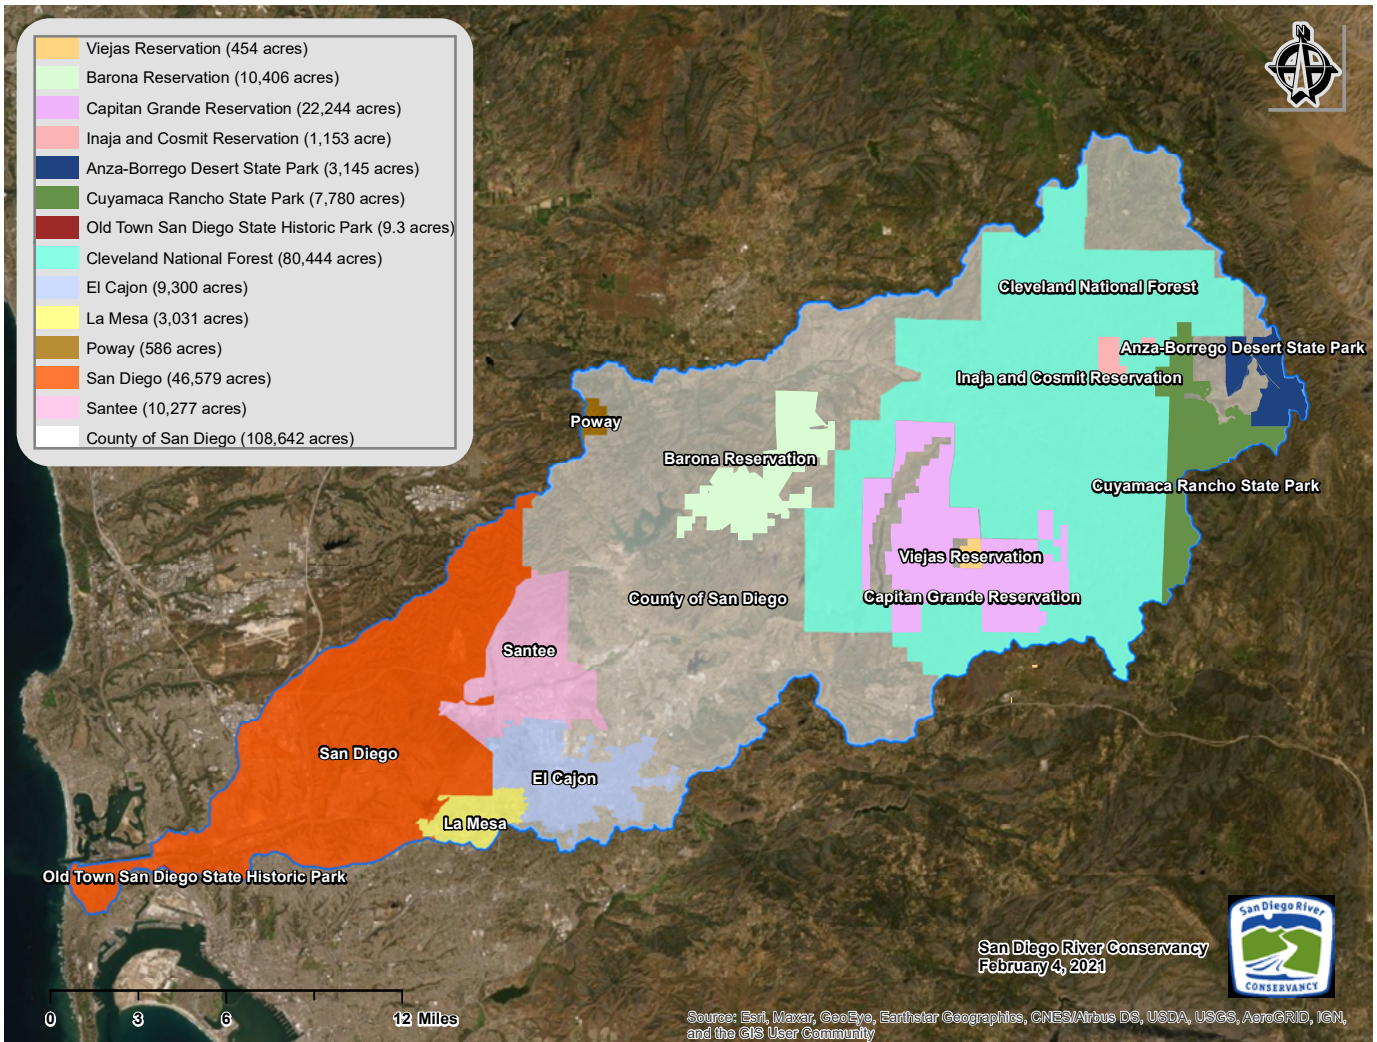 Viejas Reservation (454 acres)
Barona Reservation (10,406 acres)
Capitan Grande Reservation (22,244 acres)
Inaja and Cosmit Reservation (1,153 acre)
Anza-Borrego Desert State Park (3,145 acres)
Cuyamaca Rancho State Park (7,780 acres)
Old Town San Diego State Historic Park (9.3 acres)
Cleveland National Forest (80,444 acres)
El Cajon (9,300 acres)
La Mesa (3,031 acres)
Poway (586 acres)
San Diego (46,579 acres)
Santee (10,277 acres)
County of San Diego (108,642 acres)
N
Cleveland National Forest
Anza-Borrego Desert State Park
Inaja and Cosmit Reservation
Poway
Barona Reservation
Cuyamaca Rancho State Park
Viejas Reservation
County of San Diego
Capitan Grande Reservation
Santee
San Diego
El Cajon
La Mesa
Old Town San Diego State Historic Park
San Diego River
CONSERVANCY
San Diego River Conservancy
February 4, 2021
0 3 6 12 Miles
Source: Esri, Maxar, GeoEye, Earthstar Geographics, CNES/Airbus DS, USDA, USGS, AeroGRID, IGN,
and the GIS User Community